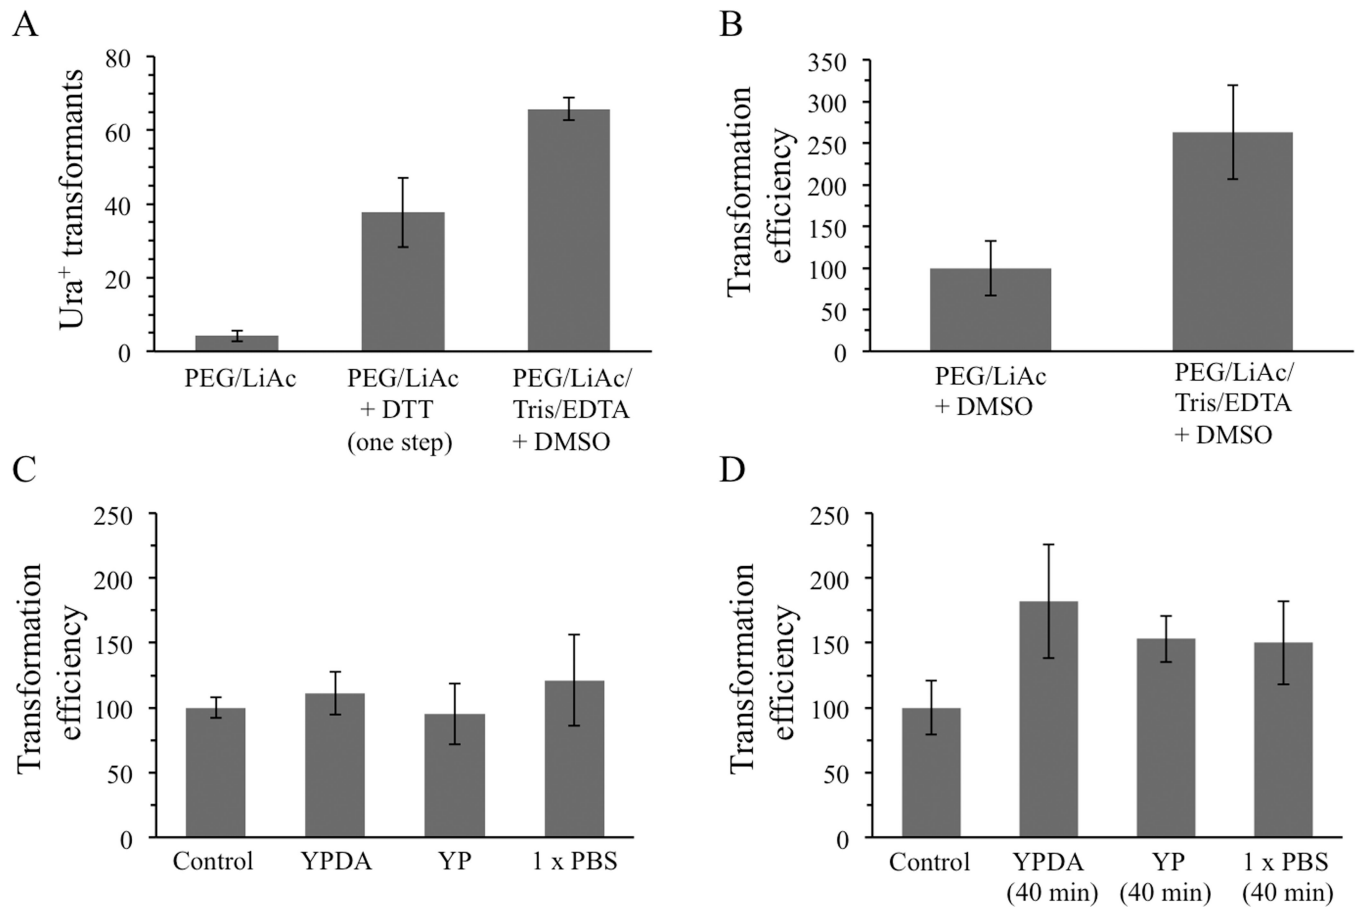 A
80
60
40
20
0
Ura+ transformants
PEG/LiAc
PEG/LiAc
+ DTT
(one step)
PEG/LiAc/
Tris/EDTA
+ DMSO
B
350
300
250
200
150
100
50
0
Transformation
efficiency
PEG/LiAc
+ DMSO
PEG/LiAc/
Tris/EDTA
+ DMSO
C
250
200
150
100
50
0
Transformation
efficiency
Control
YPDA
YP
1 x PBS
D
250
200
150
100
50
0
Transformation
efficiency
Control
YPDA
(40 min)
YP
(40 min)
1 x PBS
(40 min)